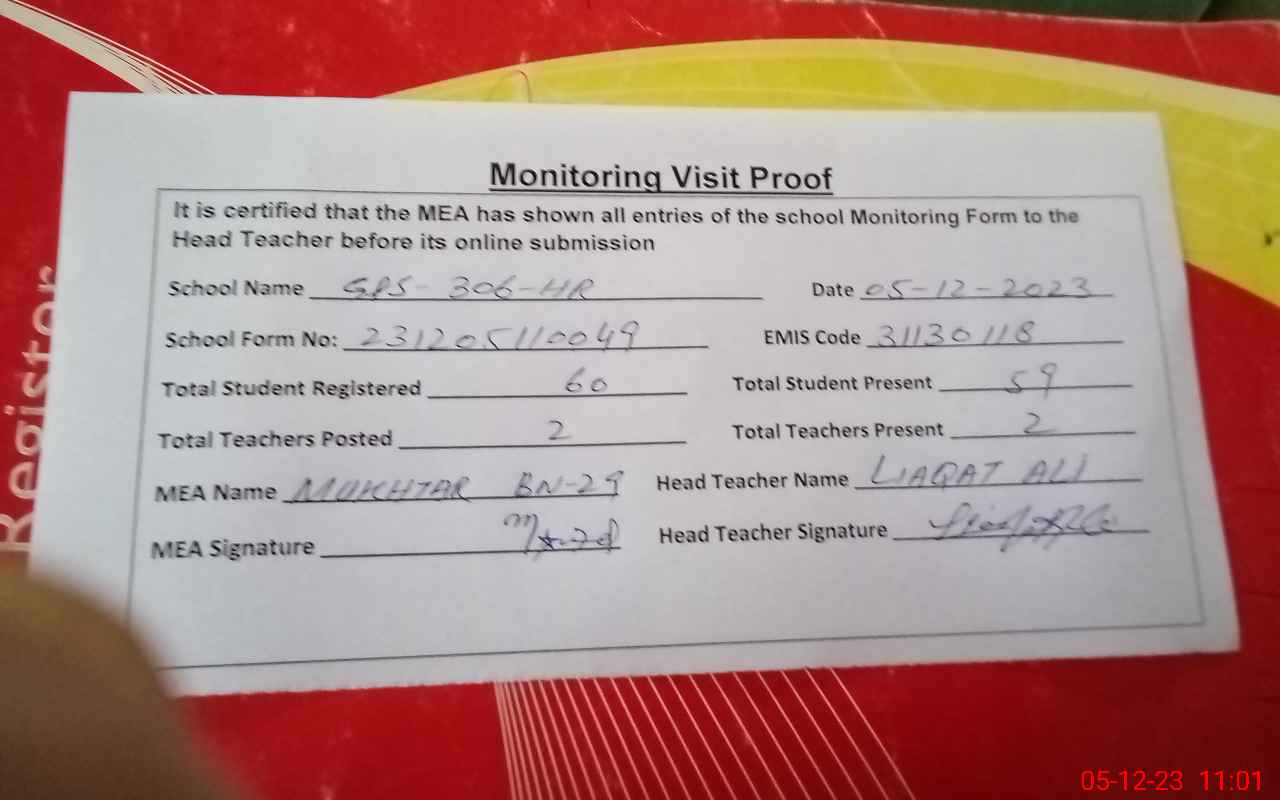 Monitoring Visit Proof
It is certified that the MEA has shown all entries of the school Monitoring Form to the
Head Teacher before its online submission
School Name GPS-306-HR Date 05-12-2023
School Form No: 231205110049 EMIS Code 31130118
Total Student Registered 60 Total Student Present 59
Total Teachers Posted 2 Total Teachers Present 2
MEA Name MUKHTAR BN-29 Head Teacher Name LIAQAT ALI
MEA Signature Head Teacher Signature
Register
05-12-23 11:01